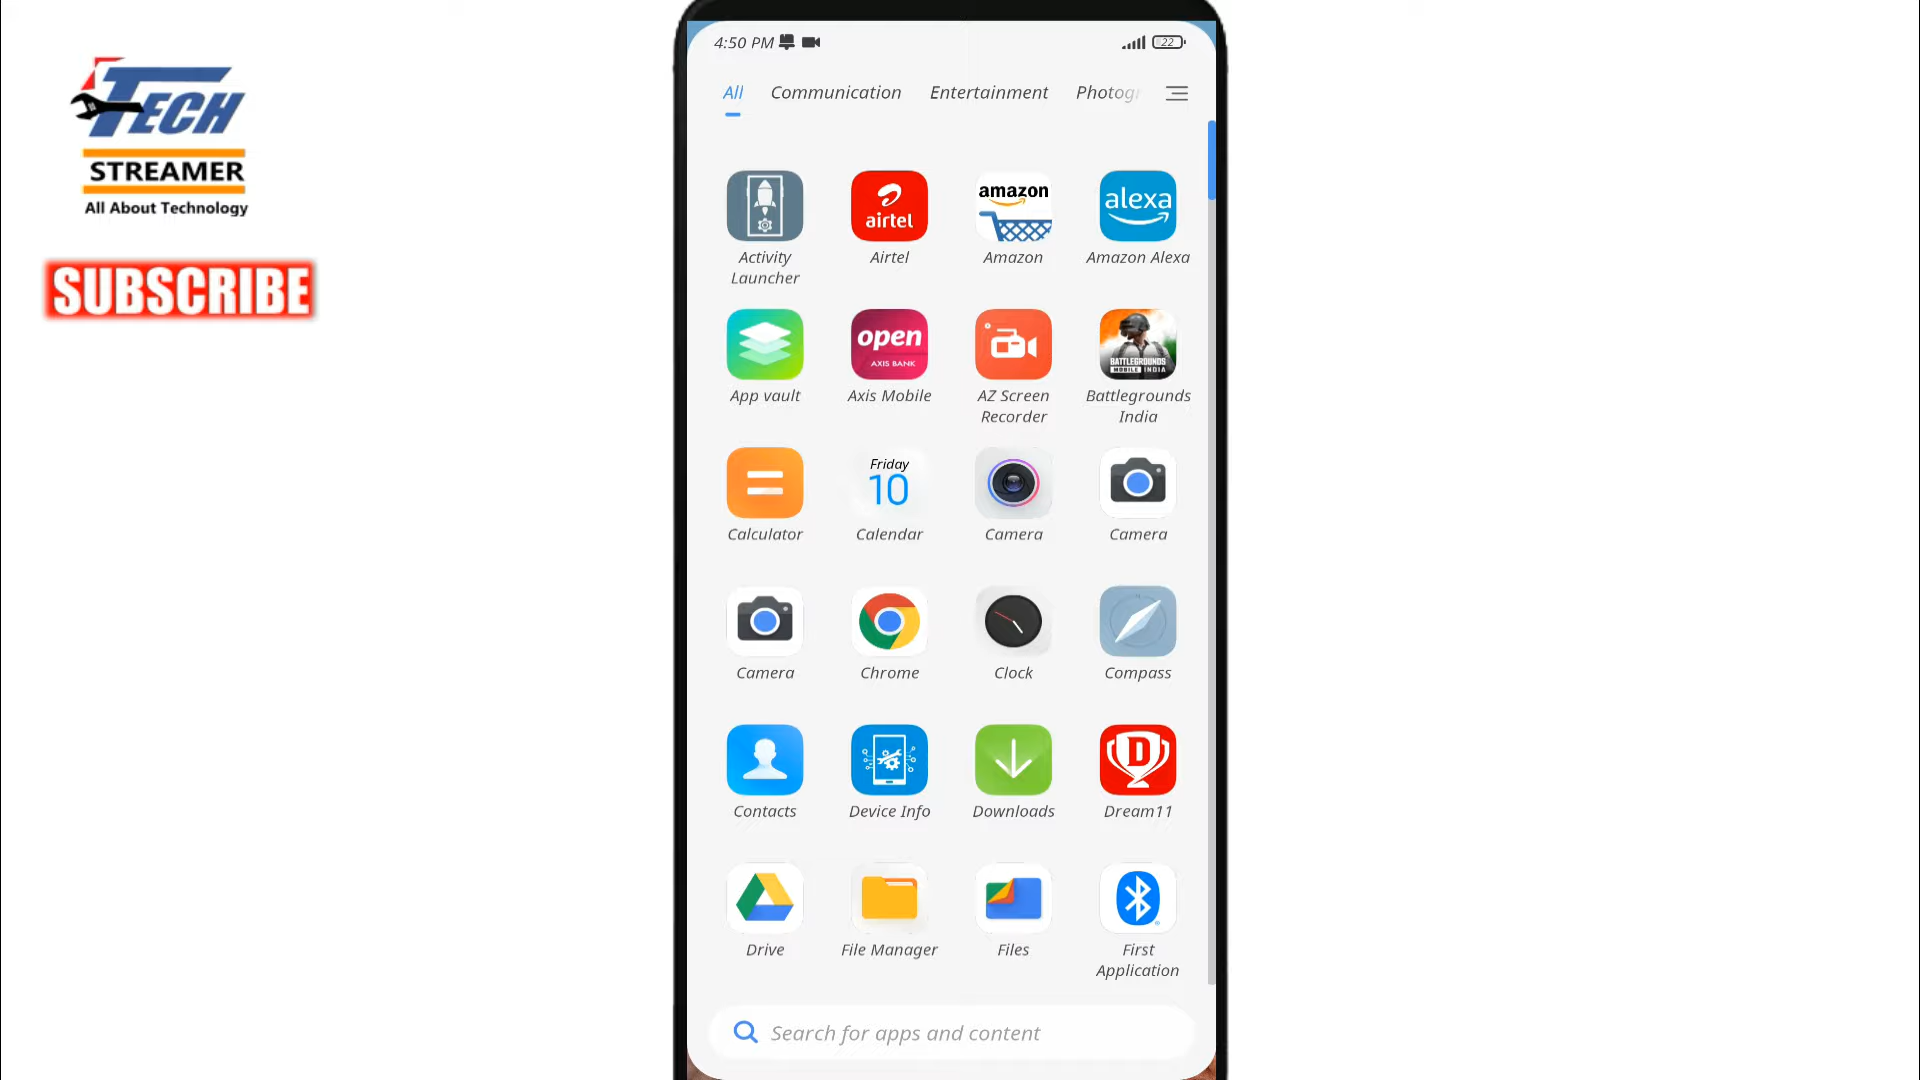 TECH
STREAMER
All About Technology
SUBSCRIBE
4:50 PM
22
All Communication Entertainment Photog
airtel
amazon
alexa
Activity
Launcher
Airtel
Amazon
Amazon Alexa
open
AXIS BANK
BATTLEGROUNDS
MOBILE INDIA
App vault
Axis Mobile
AZ Screen
Recorder
Battlegrounds
India
Friday
10
Calculator
Calendar
Camera
Camera
Camera
Chrome
Clock
Compass
D
Contacts
Device Info
Downloads
Dream11
Drive
File Manager
Files
First
Application
Search for apps and content